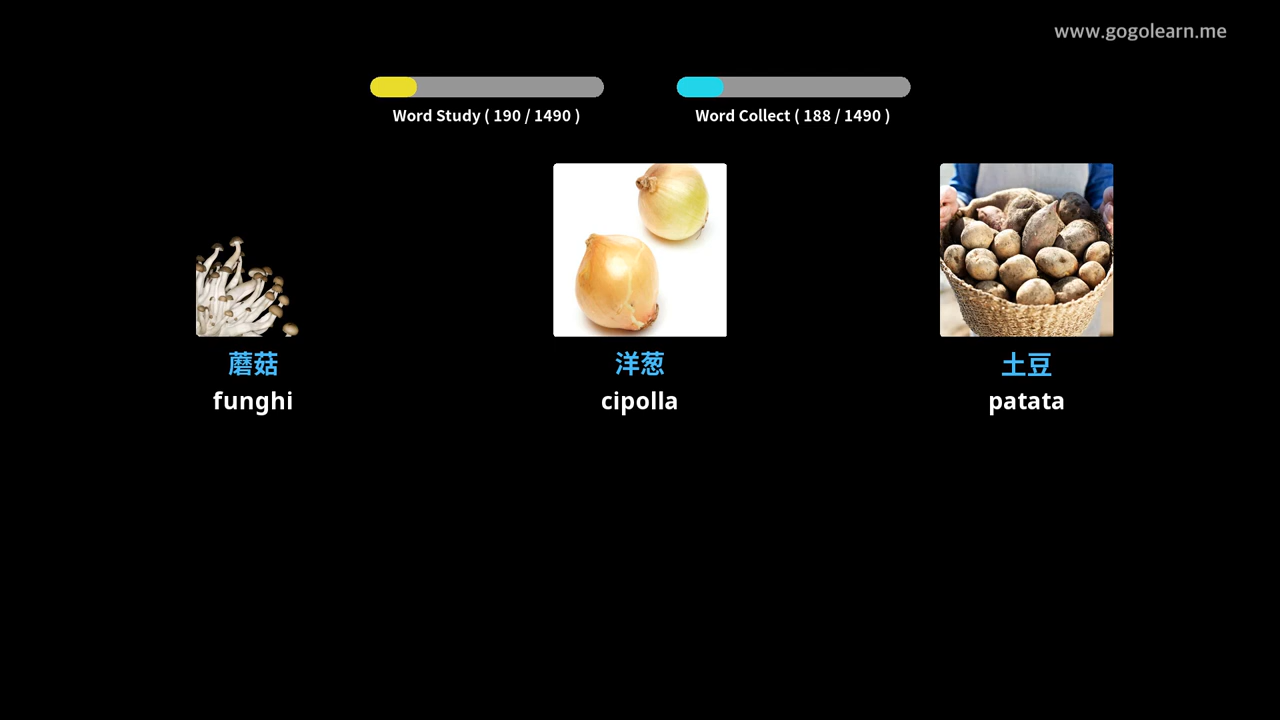 www.gogolearn.me
Word Study ( 190 / 1490 )
Word Collect ( 188 / 1490 )
蘑菇
洋葱
土豆
funghi
cipolla
patata